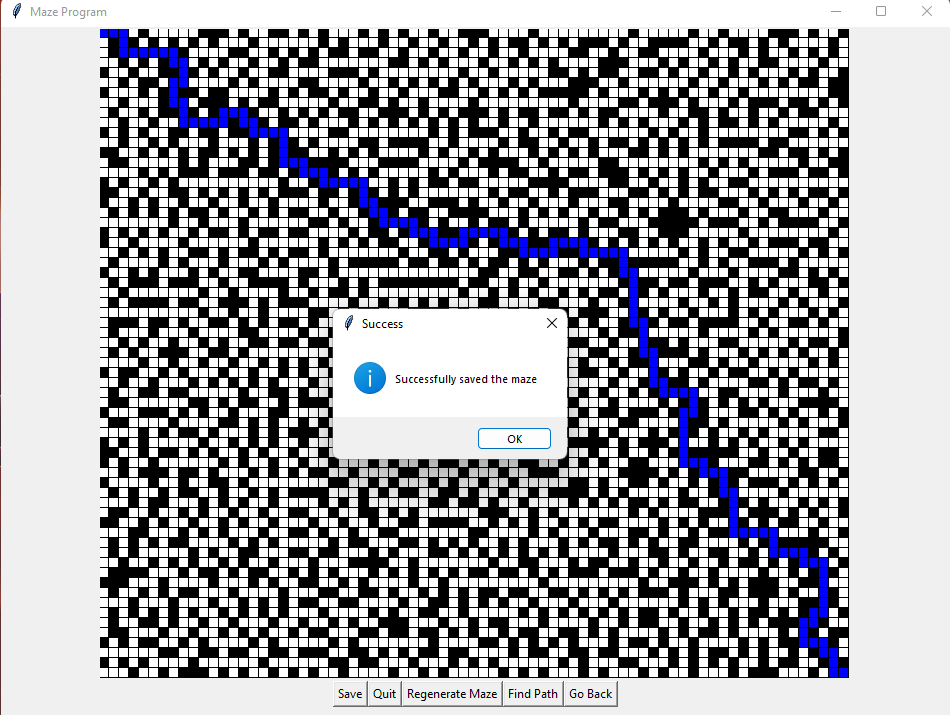 Maze Program
Success
Successfully saved the maze
OK
Save Quit Regenerate Maze Find Path Go Back